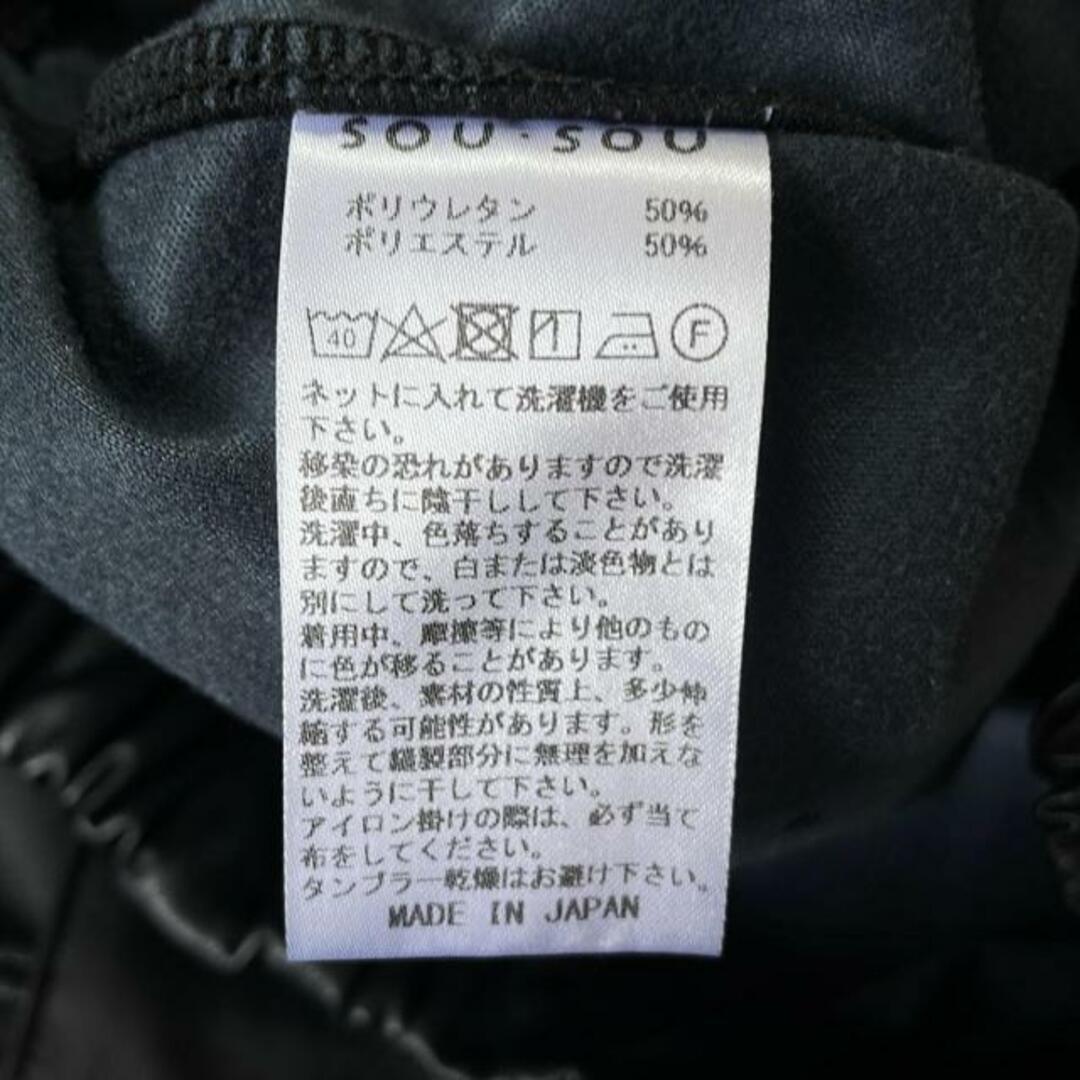 SOU・SOU
ポリウレタン 50%
ポリエステル 50%
40 F
ネットに入れて洗濯機をご使用
下さい。
移染の恐れがありますので洗濯
後直ちに陰干しして下さい。
洗濯中、色落ちすることがあり
ますので、白または淡色物とは
別にして洗って下さい。
着用中、摩擦等により他のもの
に色が移ることがあります。
洗濯後、素材の性質上、多少伸
縮する可能性があります。形を
整えて縫製部分に無理を加えな
いように干して下さい。
アイロン掛けの際は、必ず当て
布をしてください。
タンブラー乾燥はお避け下さい。
MADE IN JAPAN